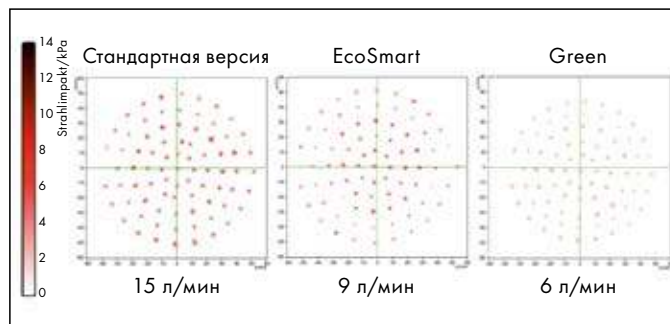 Стандартная версия
EcoSmart
Green
Strahlimpakt/kPa
14
12
10
8
6
4
2
0
15 л/мин
9 л/мин
6 л/мин